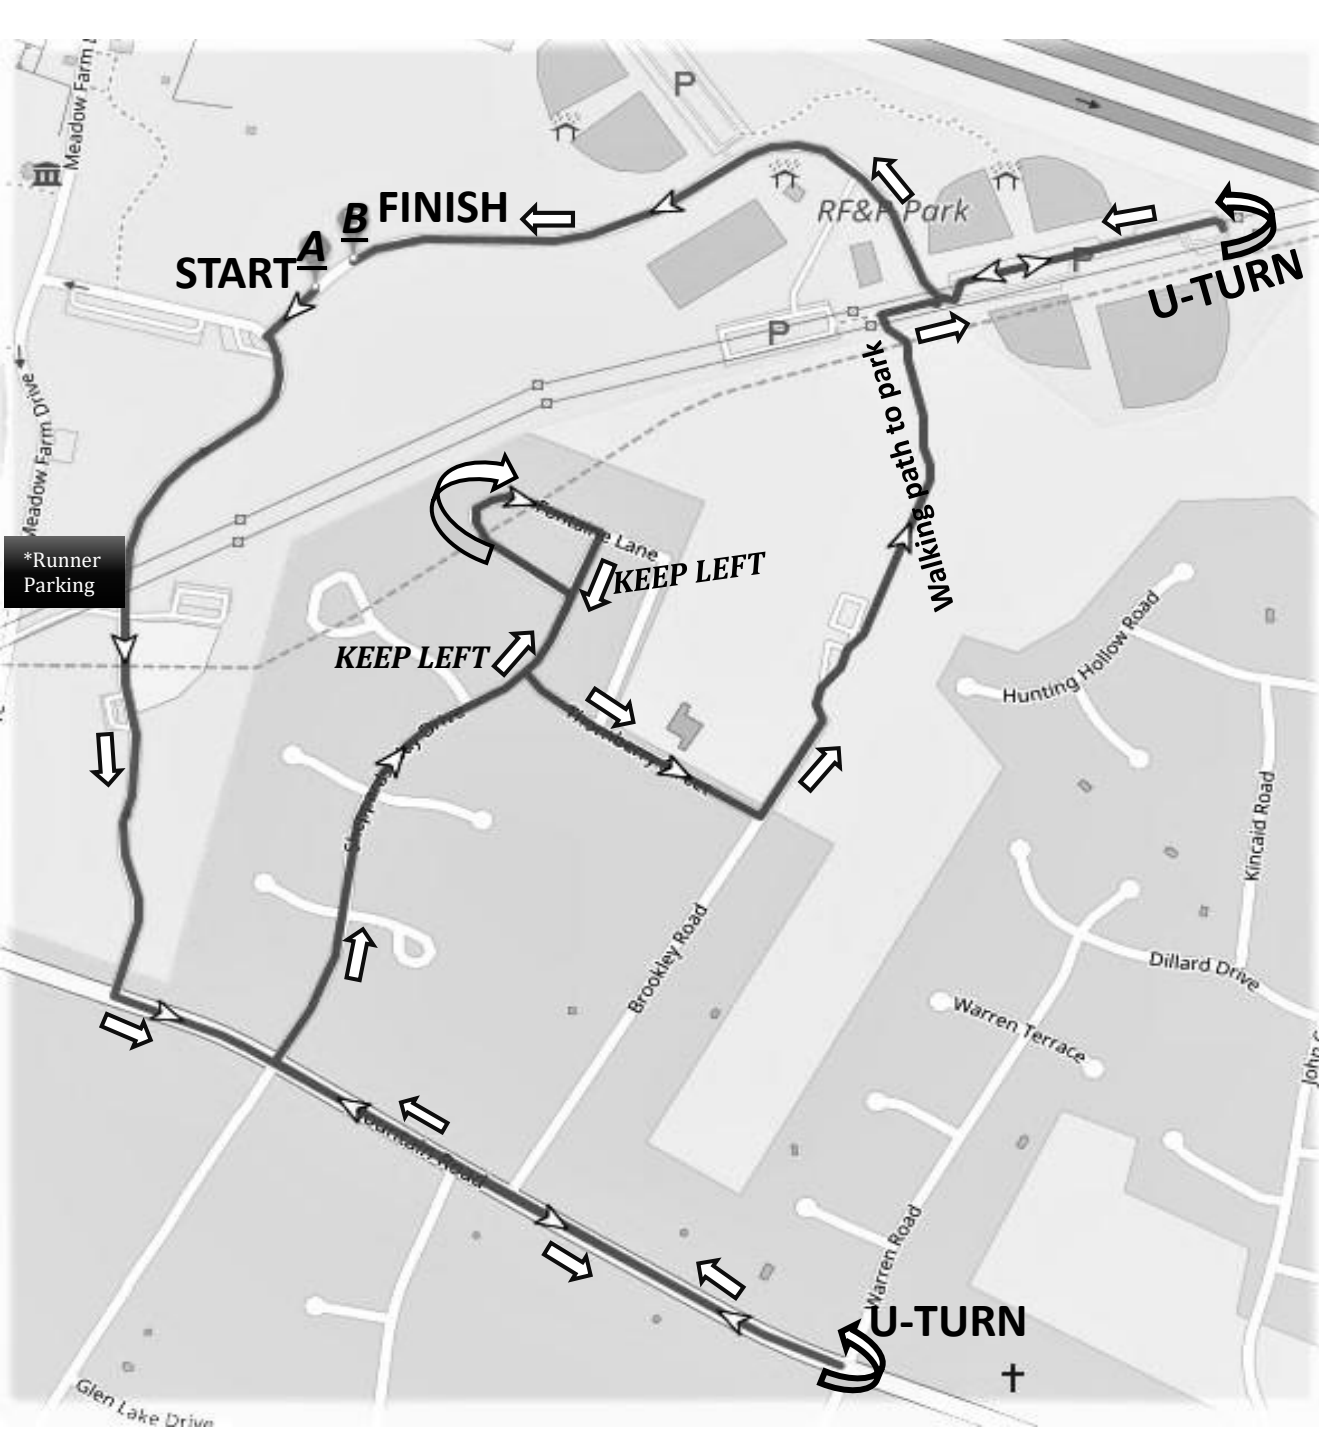 Meadow Farm
P
FINISH
B
START
A
RF&P Park
P
U-TURN
P
Walking path to park
Meadow Farm Drive
*Runner
Parking
Lane
KEEP LEFT
KEEP LEFT
Hunting Hollow Road
Kincaid Road
Dillard Drive
Brookley Road
Warren Terrace
Warren Road
U-TURN
Glen Lake Drive